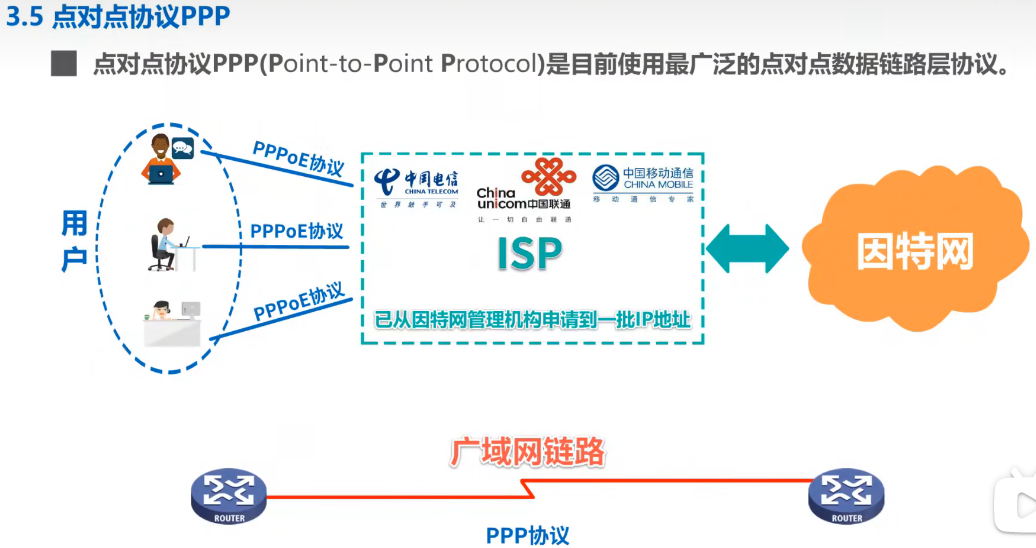 3.5 点对点协议PPP
点对点协议PPP(Point-to-Point Protocol)是目前使用最广泛的点对点数据链路层协议。
用户
PPPoE协议
PPPoE协议
PPPoE协议
中国电信
CHINA TELECOM
世界触手可及
China
unicom中国联通
让一切自由联通
中国移动通信
CHINA MOBILE
移动通信专家
ISP
已从因特网管理机构申请到一批IP地址
因特网
广域网链路
ROUTER
ROUTER
PPP协议